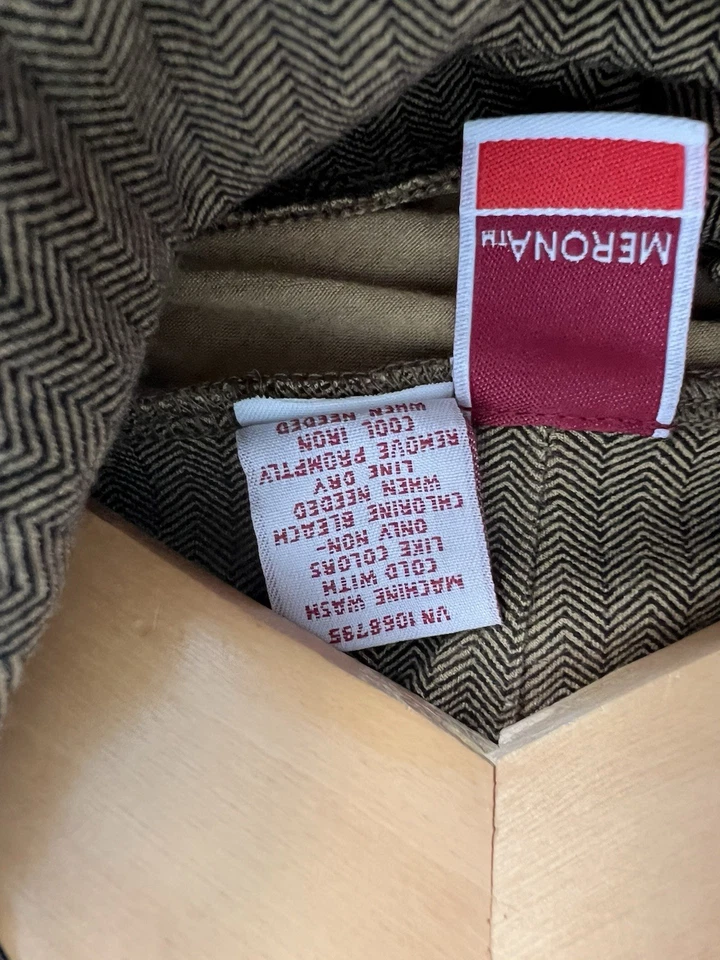 MERONA™
VN 1068795
MACHINE WASH
COLD WITH
LIKE COLORS
ONLY NON-
CHLORINE BLEACH
WHEN NEEDED
LINE DRY
REMOVE PROMPTLY
COOL IRON
WHEN NEEDED